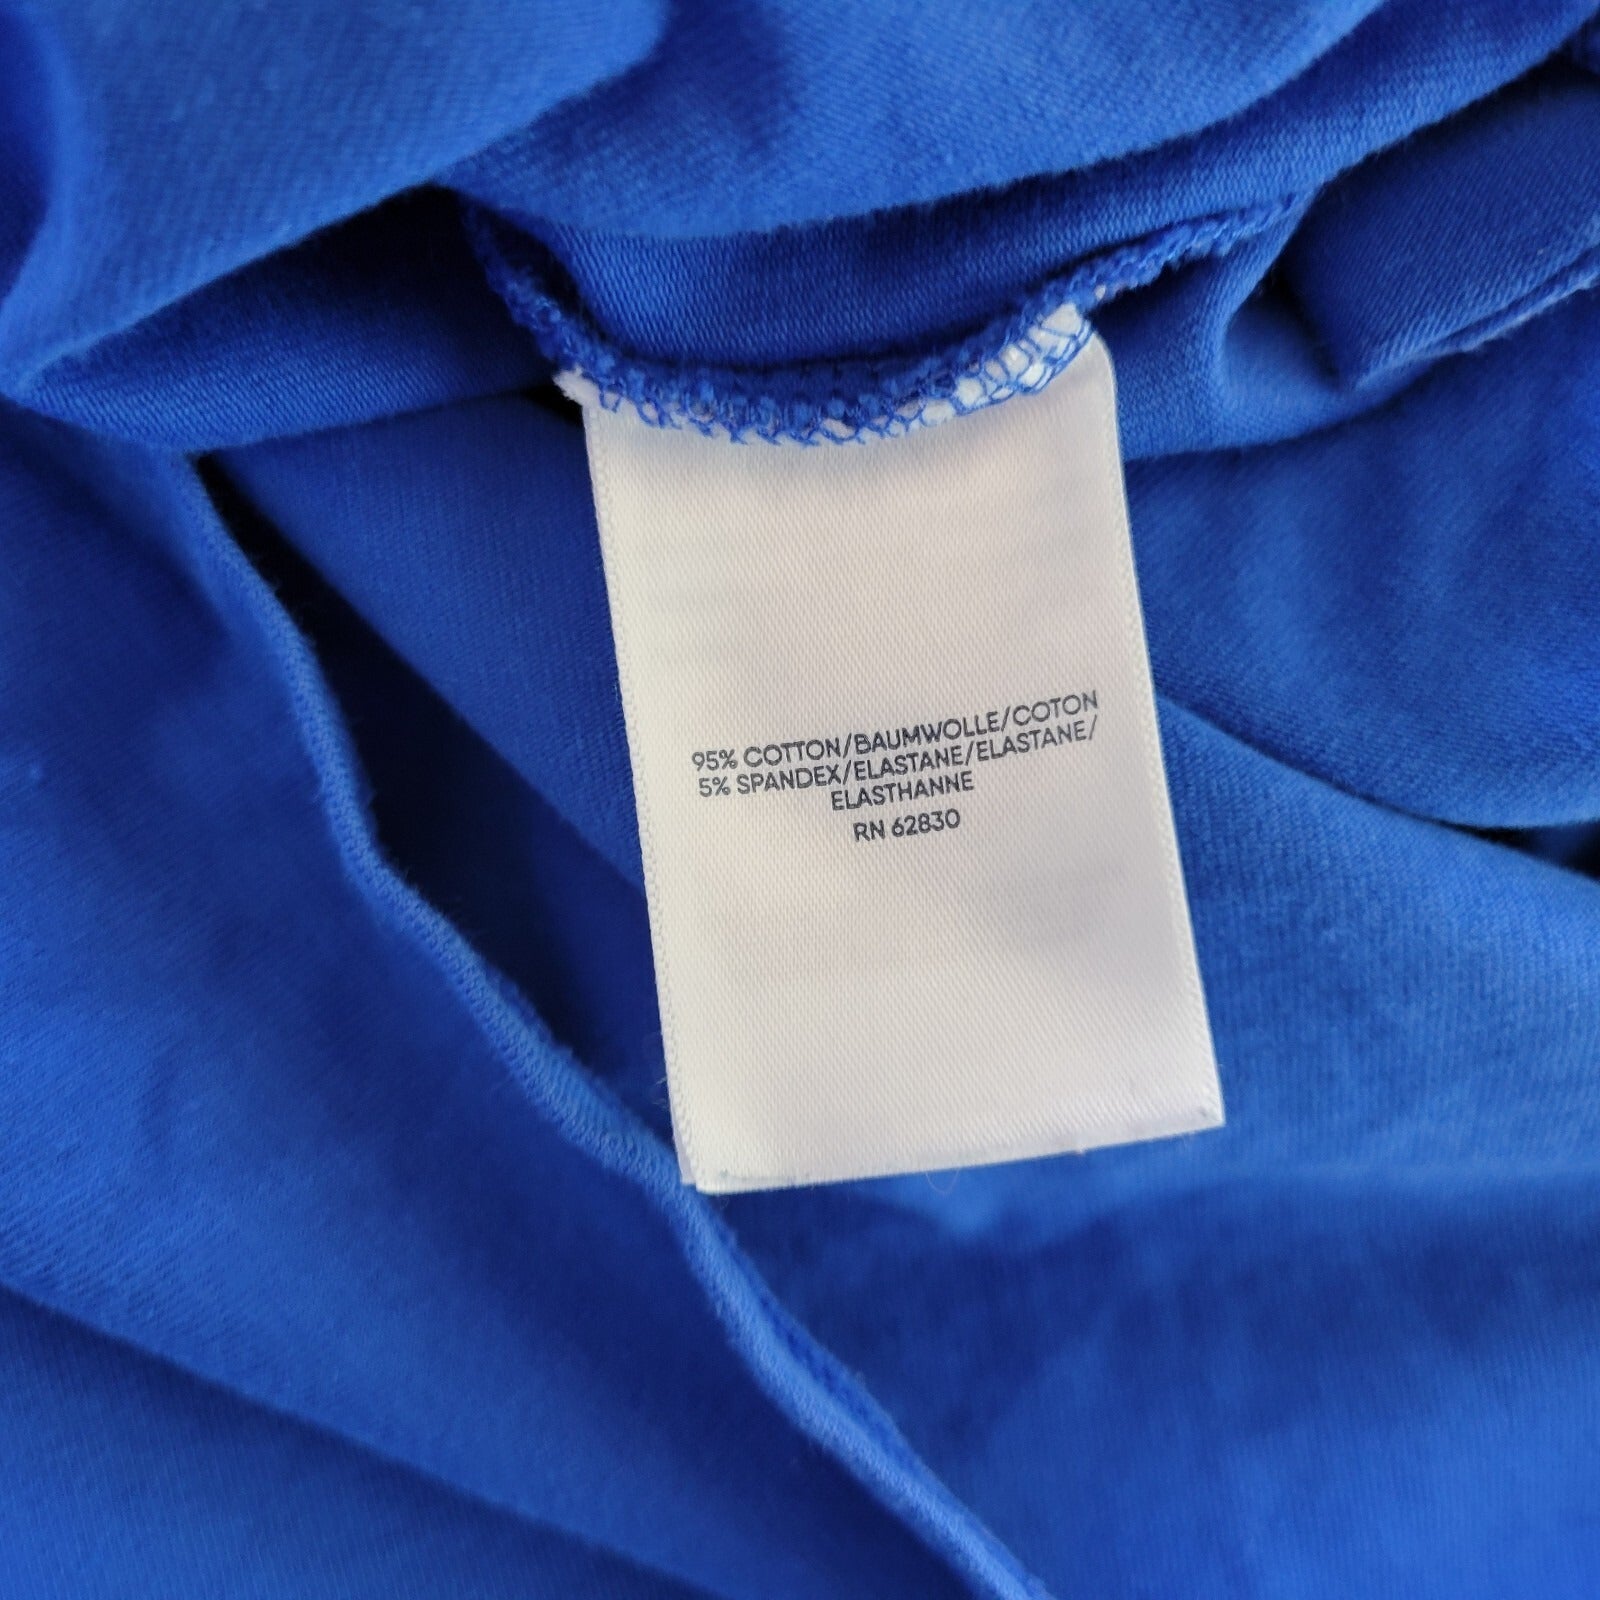 95% COTTON/BAUMWOLLE/COTON
5% SPANDEX/ELASTANE/ELASTANE/
ELASTHANNE
RN 62830